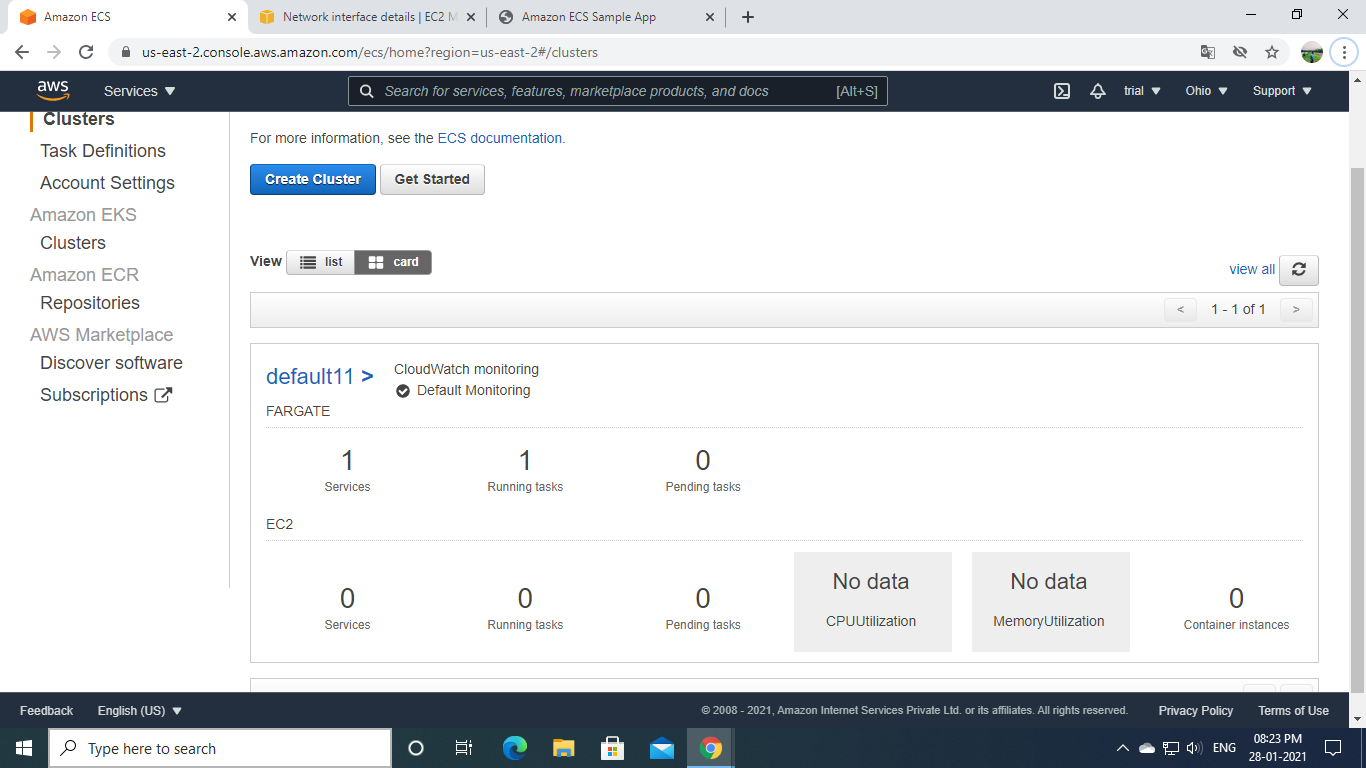 Amazon ECS
Network interface details | EC2 M
Amazon ECS Sample App
us-east-2.console.aws.amazon.com/ecs/home?region=us-east-2#/clusters
aws
Services
Search for services, features, marketplace products, and docs
[Alt+S]
trial
Ohio
Support
Clusters
Task Definitions
Account Settings
Amazon EKS
Clusters
Amazon ECR
Repositories
AWS Marketplace
Discover software
Subscriptions
For more information, see the ECS documentation.
Create Cluster
Get Started
View
list
card
view all
< 1 - 1 of 1 >
default11 >
CloudWatch monitoring
Default Monitoring
FARGATE
1
Services
1
Running tasks
0
Pending tasks
EC2
0
Services
0
Running tasks
0
Pending tasks
No data
CPUUtilization
No data
MemoryUtilization
0
Container instances
Feedback
English (US)
© 2008 - 2021, Amazon Internet Services Private Ltd. or its affiliates. All rights reserved.
Privacy Policy
Terms of Use
Type here to search
ENG
08:23 PM
28-01-2021